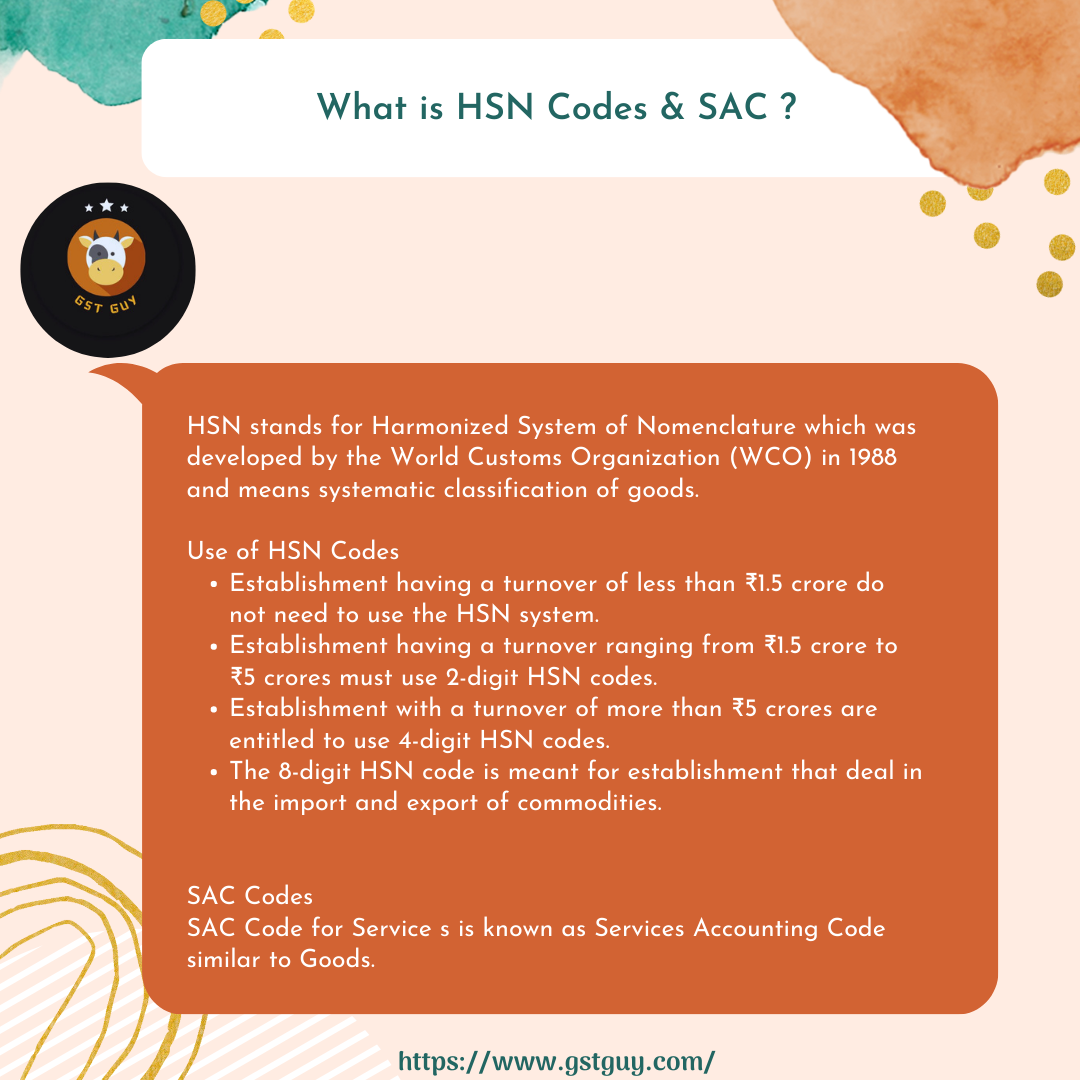 What is HSN Codes & SAC ?
GST GUY
HSN stands for Harmonized System of Nomenclature which was
developed by the World Customs Organization (WCO) in 1988
and means systematic classification of goods.
Use of HSN Codes
• Establishment having a turnover of less than ₹1.5 crore do
not need to use the HSN system.
• Establishment having a turnover ranging from ₹1.5 crore to
₹5 crores must use 2-digit HSN codes.
• Establishment with a turnover of more than ₹5 crores are
entitled to use 4-digit HSN codes.
• The 8-digit HSN code is meant for establishment that deal in
the import and export of commodities.
SAC Codes
SAC Code for Service s is known as Services Accounting Code
similar to Goods.
https://www.gstguy.com/